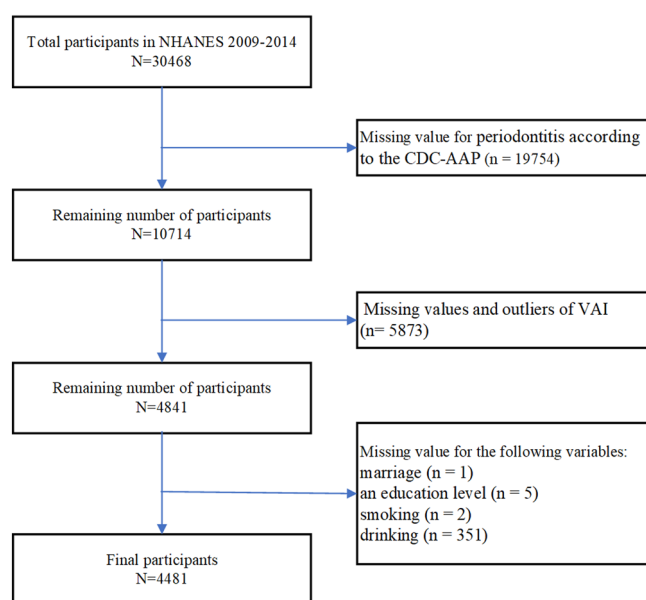 Total participants in NHANES 2009-2014
N=30468
Missing value for periodontitis according
to the CDC-AAP (n = 19754)
Remaining number of participants
N=10714
Missing values and outliers of VAI
(n= 5873)
Remaining number of participants
N=4841
Missing value for the following variables:
marriage (n = 1)
an education level (n = 5)
smoking (n = 2)
drinking (n = 351)
Final participants
N=4481